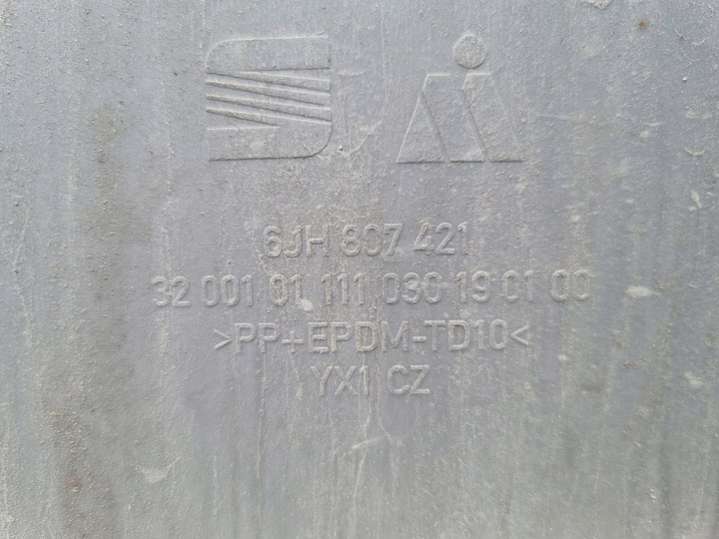 6JH 807 421
32 001 01 111 030 19 01 00
>PP+EPDM-TD10<
YX1 CZ